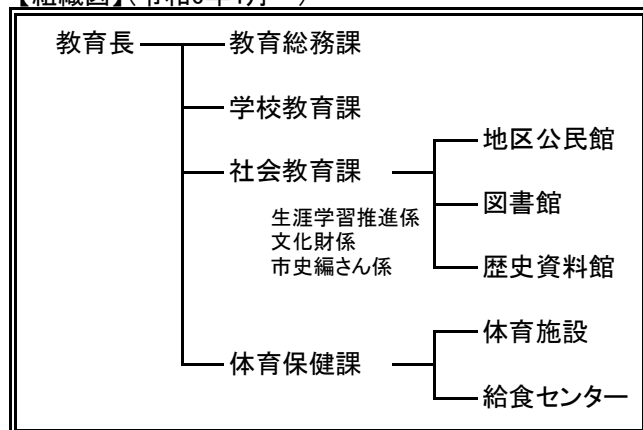 教育長
教育総務課
学校教育課
社会教育課
生涯学習推進係
文化財係
市史編さん係
地区公民館
図書館
歴史資料館
体育保健課
体育施設
給食センター